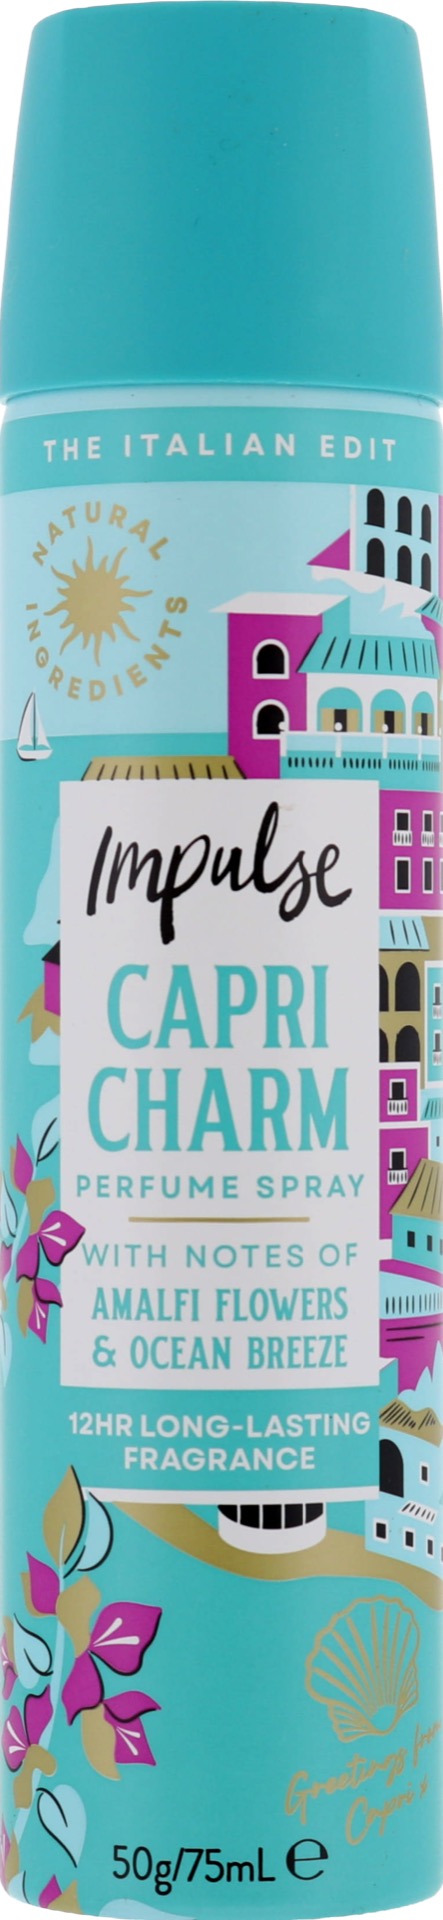 THE ITALIAN EDIT
NATURAL
INGREDIENTS
Impulse
CAPRI
CHARM
PERFUME SPRAY
WITH NOTES OF
AMALFI FLOWERS
& OCEAN BREEZE
12HR LONG-LASTING
FRAGRANCE
Greetings from
Capri x
50g/75mL ℮